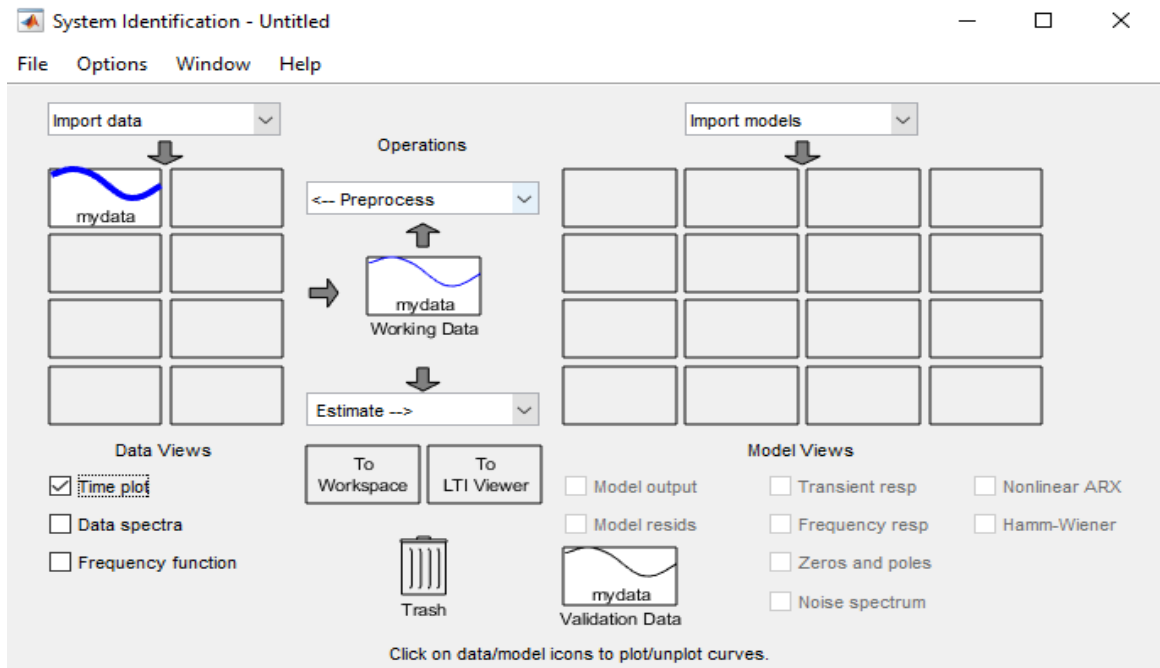 System Identification - Untitled
File Options Window Help
Import data
Import models
Operations
<-- Preprocess
mydata
mydata
Working Data
Estimate -->
Data Views
Model Views
Time plot
Data spectra
Frequency function
To
Workspace
To
LTI Viewer
Trash
Model output
Transient resp
Nonlinear ARX
Model resids
Frequency resp
Hamm-Wiener
Zeros and poles
Noise spectrum
mydata
Validation Data
Click on data/model icons to plot/unplot curves.